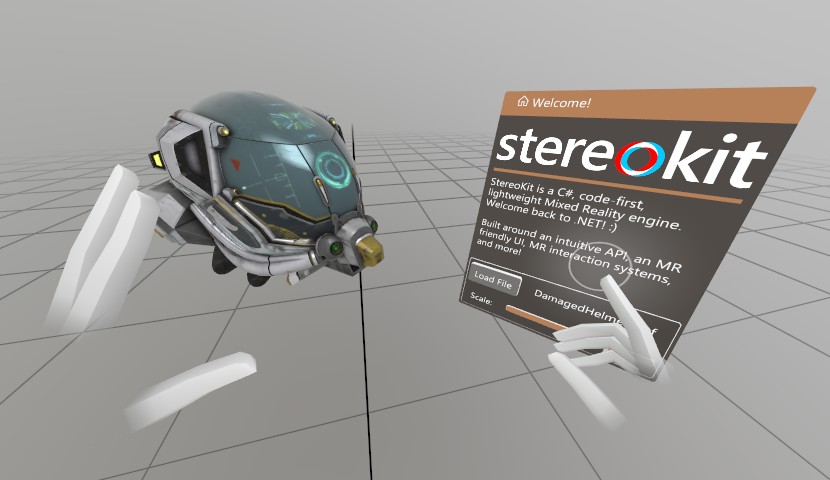 Welcome!
stereokit
StereoKit is a C#, code-first,
lightweight Mixed Reality engine.
Welcome back to .NET! :)
Built around an intuitive API, an MR
friendly UI, MR interaction systems,
and more!
Load File
Scale: